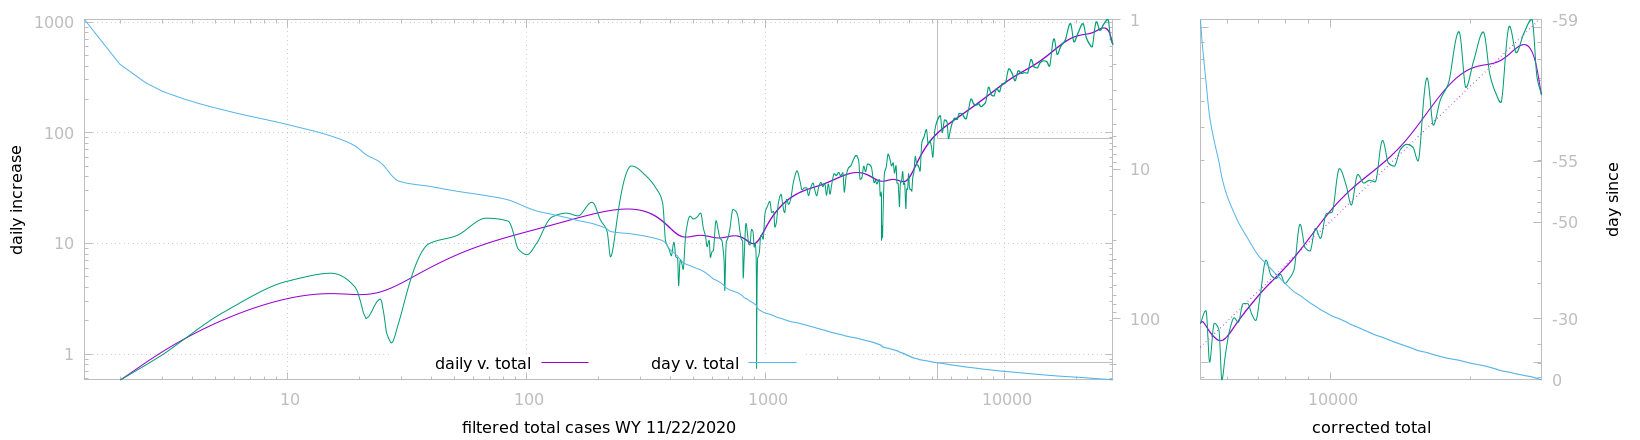 1000
100
10
1
daily increase
daily v. total
day v. total
10
100
1000
10000
filtered total cases WY 11/22/2020
1
10
100
-59
-55
-50
-30
0
day since
10000
corrected total